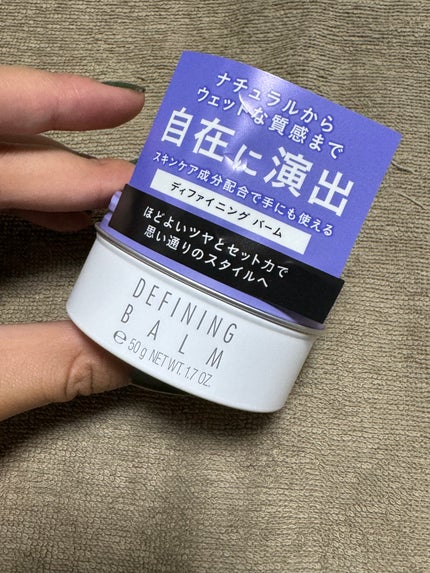 ナチュラルから
ウェットな質感まで
自在に演出
スキンケア成分配合で手にも使える
ディファイニング バーム
ほどよいツヤとセット力で
思い通りのスタイルへ
DEFINING
BALM
℮ 50g NET WT. 1.7 OZ.